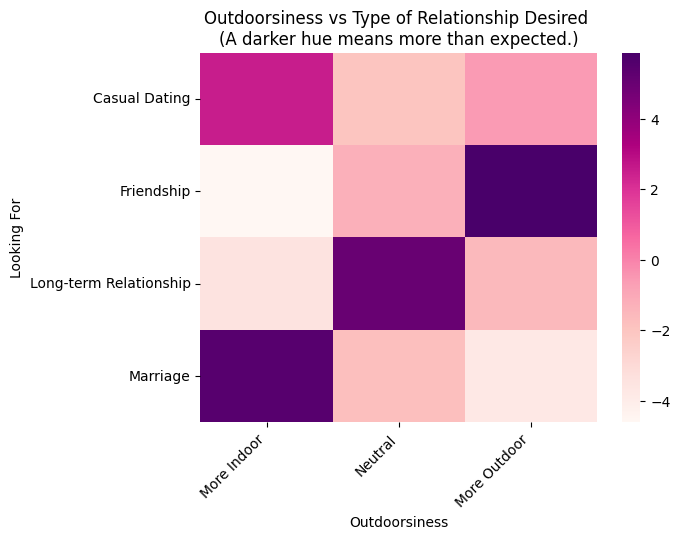 Outdoorsiness vs Type of Relationship Desired
(A darker hue means more than expected.)
Looking For
Casual Dating
Friendship
Long-term Relationship
Marriage
More Indoor
Neutral
More Outdoor
Outdoorsiness
4
2
0
−2
−4